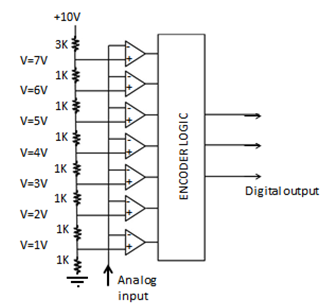 +10V
3K
V=7V
1K
V=6V
1K
V=5V
1K
V=4V
1K
V=3V
1K
V=2V
1K
V=1V
1K
-
+
-
+
-
+
-
+
-
+
-
+
-
+
ENCODER LOGIC
Digital output
Analog
input